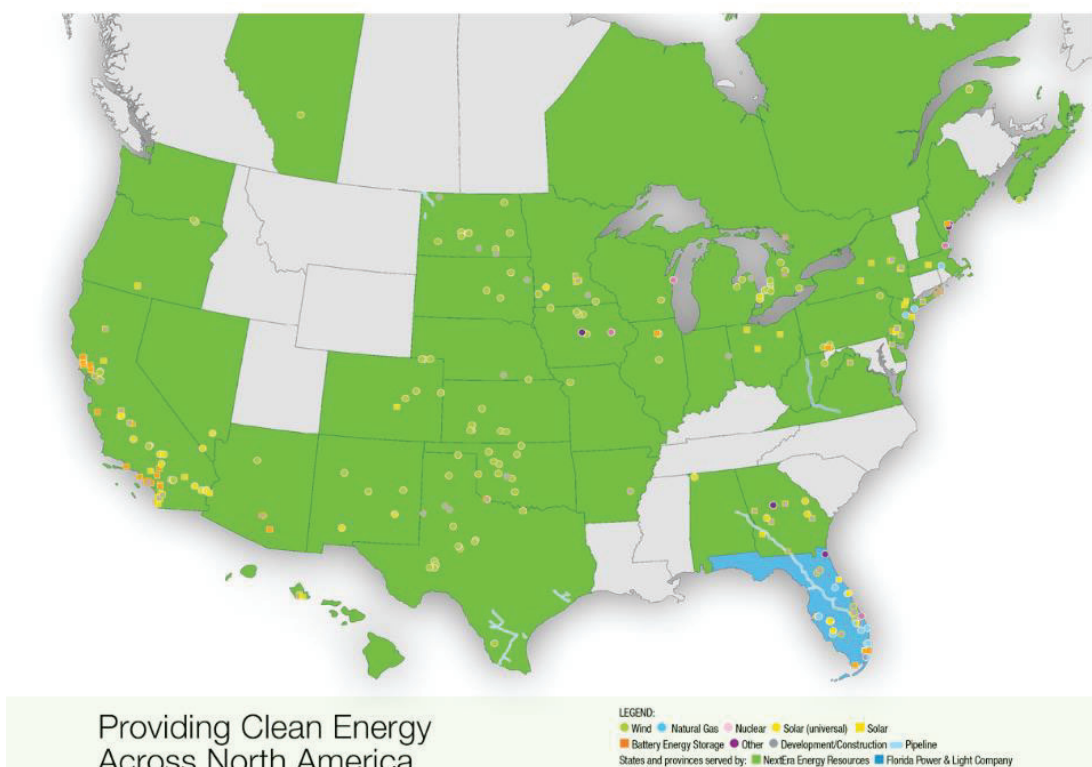 Providing Clean Energy
Across North America
LEGEND:
Wind Natural Gas Nuclear Solar (universal) Solar
Battery Energy Storage Other Development/Construction Pipeline
States and provinces served by: NextEra Energy Resources Florida Power & Light Company